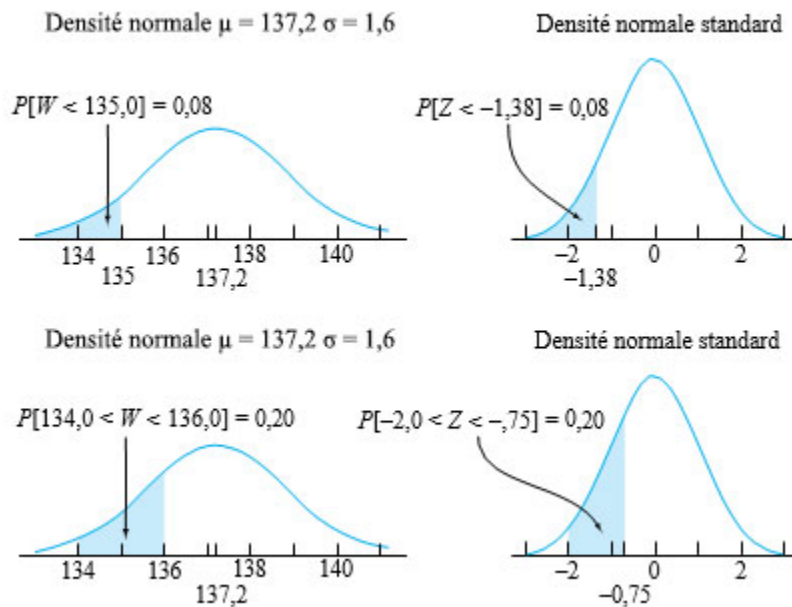 Densité normale μ = 137,2 σ = 1,6
P[W < 135,0] = 0,08
134 136 138 140
135 137,2
Densité normale standard
P[Z < −1,38] = 0,08
−2 0 2
−1,38
Densité normale μ = 137,2 σ = 1,6
P[134,0 < W < 136,0] = 0,20
134 136 138 140
137,2
Densité normale standard
P[−2,0 < Z < −,75] = 0,20
−2 0 2
−0,75